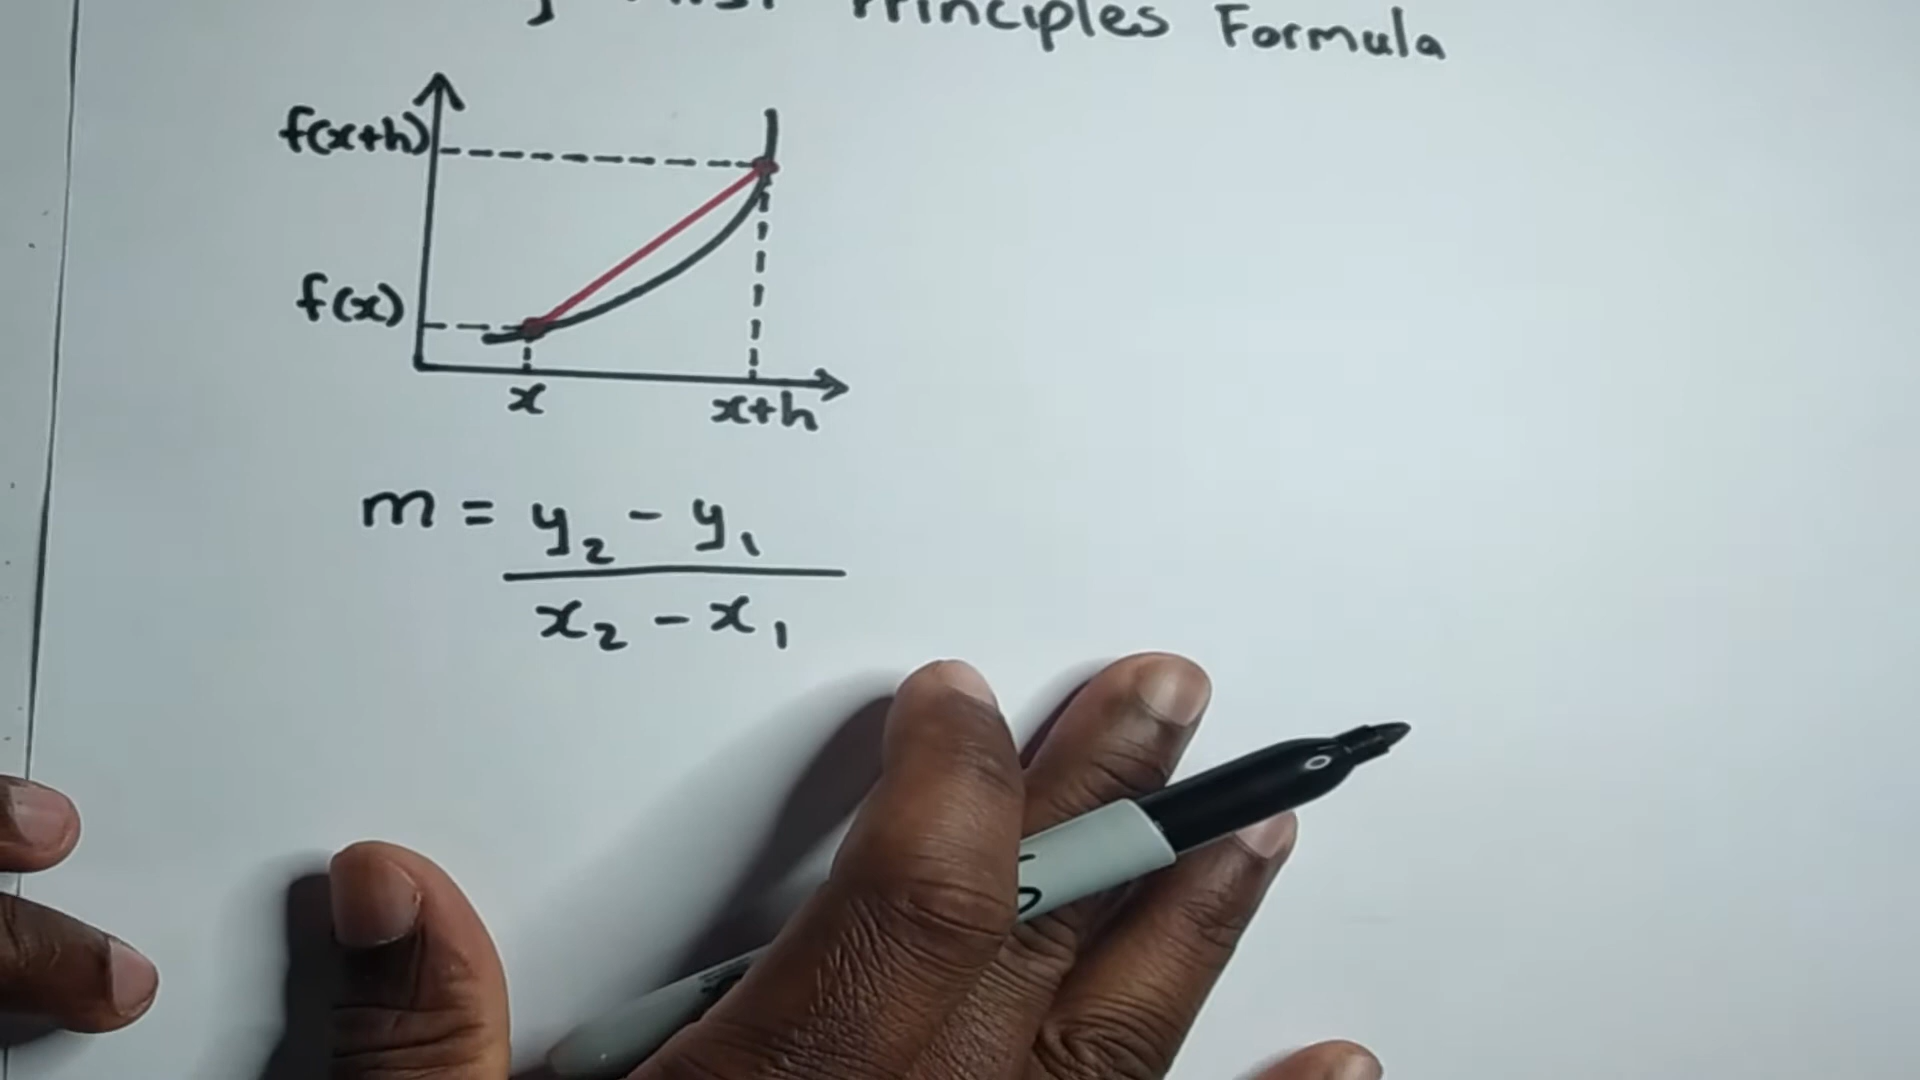 Principles Formula
f(x+h)
f(x)
x x+h
m = y₂ - y₁
x₂ - x₁